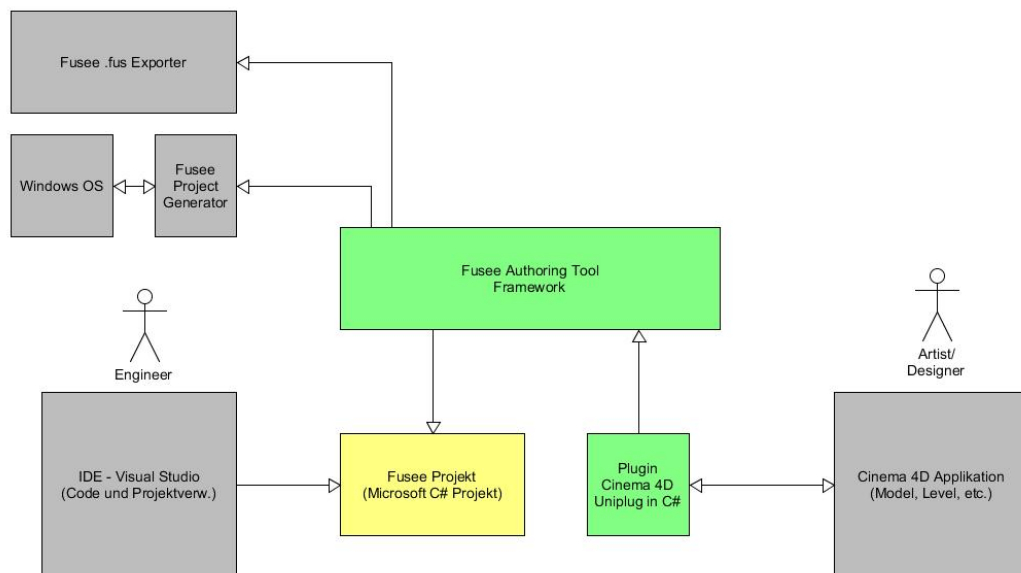 Fusee .fus Exporter
Windows OS
Fusee
Project
Generator
Fusee Authoring Tool
Framework
Engineer
Artist/
Designer
IDE - Visual Studio
(Code und Projektverw.)
Fusee Projekt
(Microsoft C# Projekt)
Plugin
Cinema 4D
Uniplug in C#
Cinema 4D Applikation
(Model, Level, etc.)